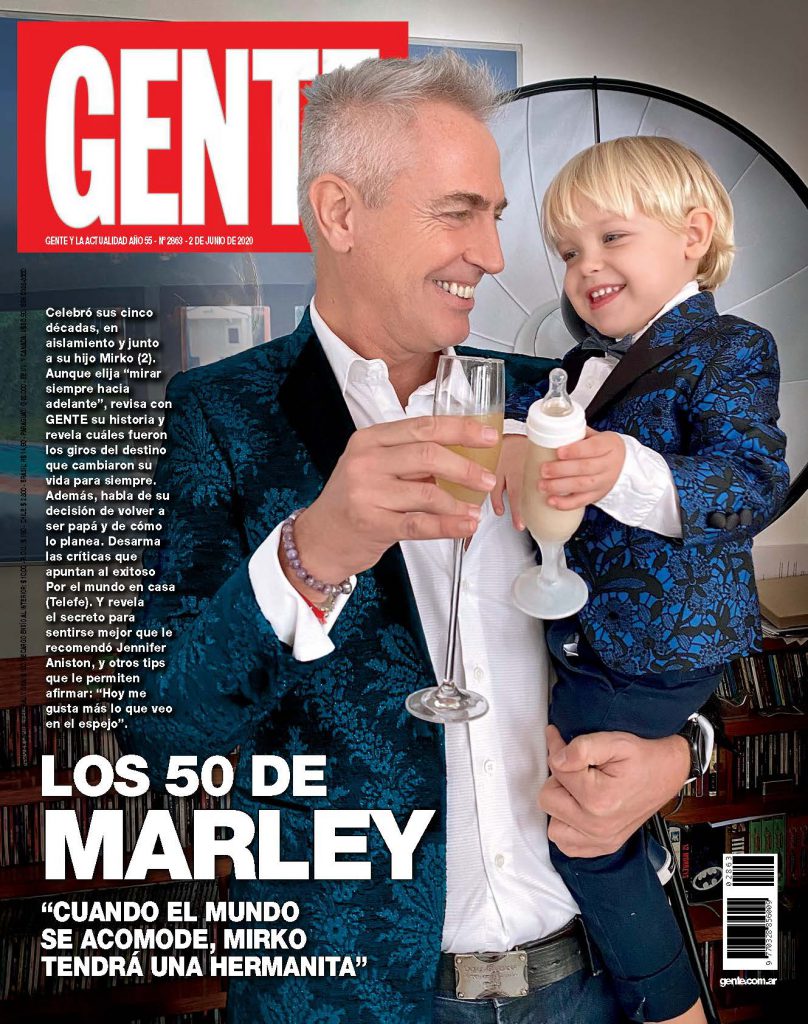 GENTE
GENTE Y LA ACTUALIDAD AÑO 55 - Nº 2863 - 2 DE JUNIO DE 2020
Celebró sus cinco
décadas, en
aislamiento y junto
a su hijo Mirko (2).
Aunque elija “mirar
siempre hacia
adelante”, revisa con
GENTE su historia y
revela cuáles fueron
los giros del destino
que cambiaron su
vida para siempre.
Además, habla de su
decisión de volver a
ser papá y de cómo
lo planea. Desarma
las críticas que
apuntan al exitoso
Por el mundo en casa
(Telefe). Y revela
el secreto para
sentirse mejor que le
recomendó Jennifer
Aniston, y otros tips
que le permiten
afirmar: “Hoy me
gusta más lo que veo
en el espejo”.
LOS 50 DE
MARLEY
“CUANDO EL MUNDO
SE ACOMODE, MIRKO
TENDRÁ UNA HERMANITA”
02863
9 770328 856009
gente.com.ar